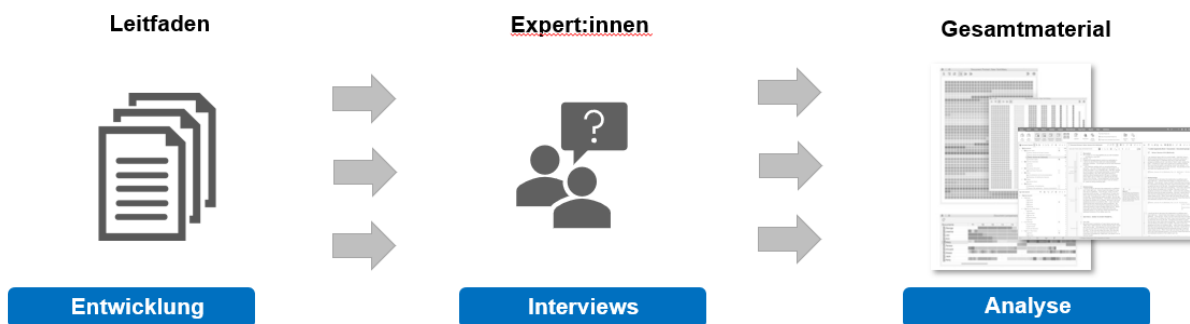 Leitfaden
Expert:innen
Gesamtmaterial
?
Entwicklung
Interviews
Analyse